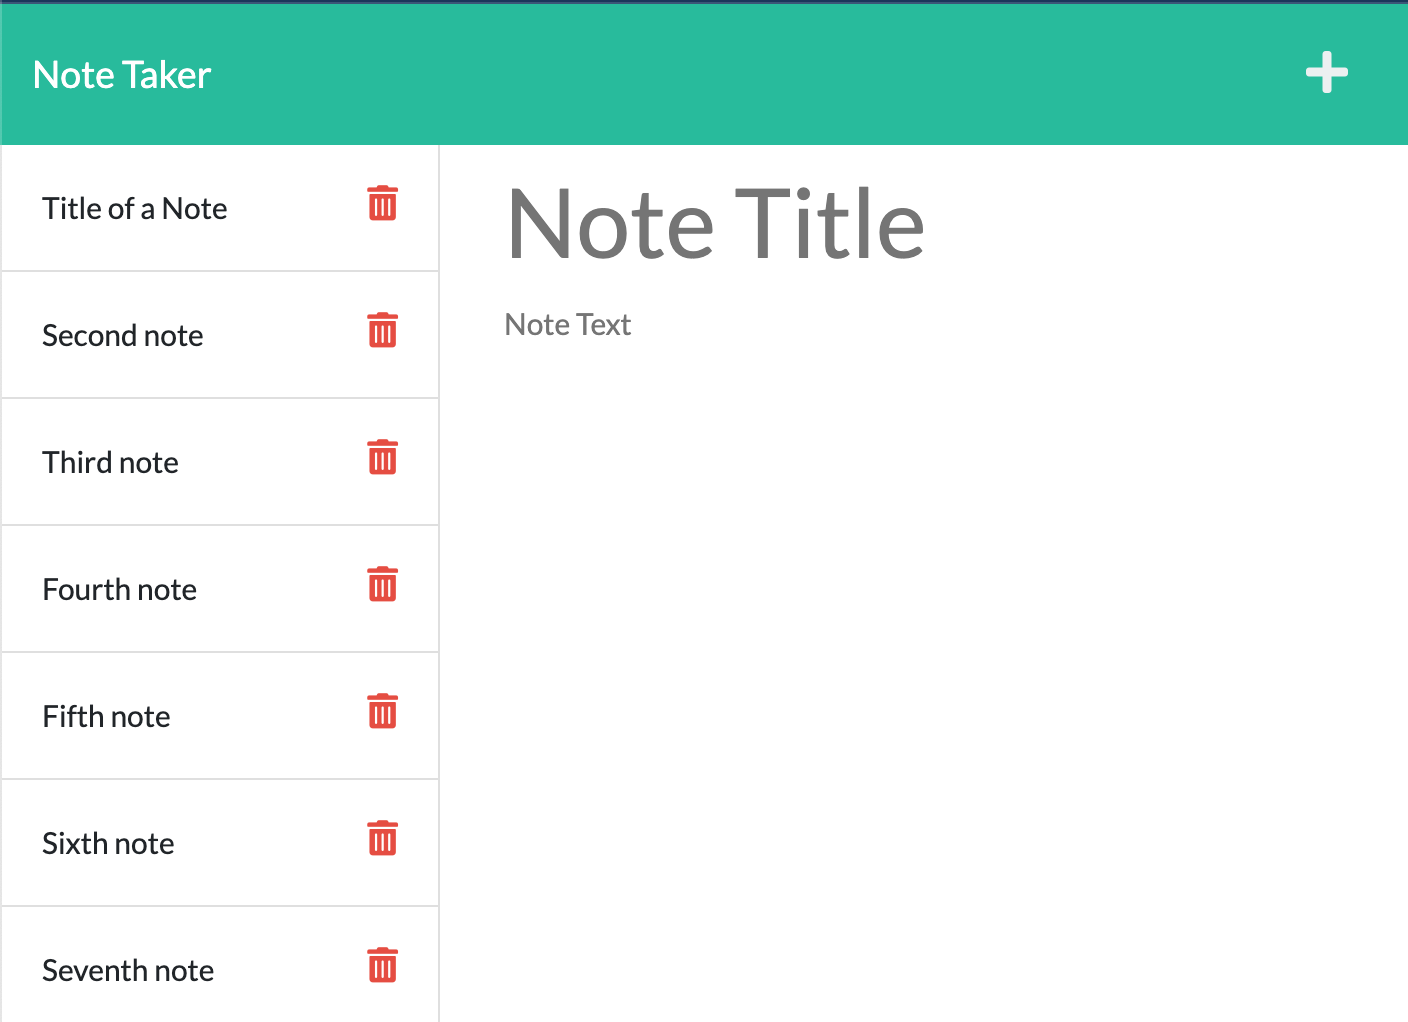 Note Taker
Title of a Note
Second note
Third note
Fourth note
Fifth note
Sixth note
Seventh note
Note Title
Note Text